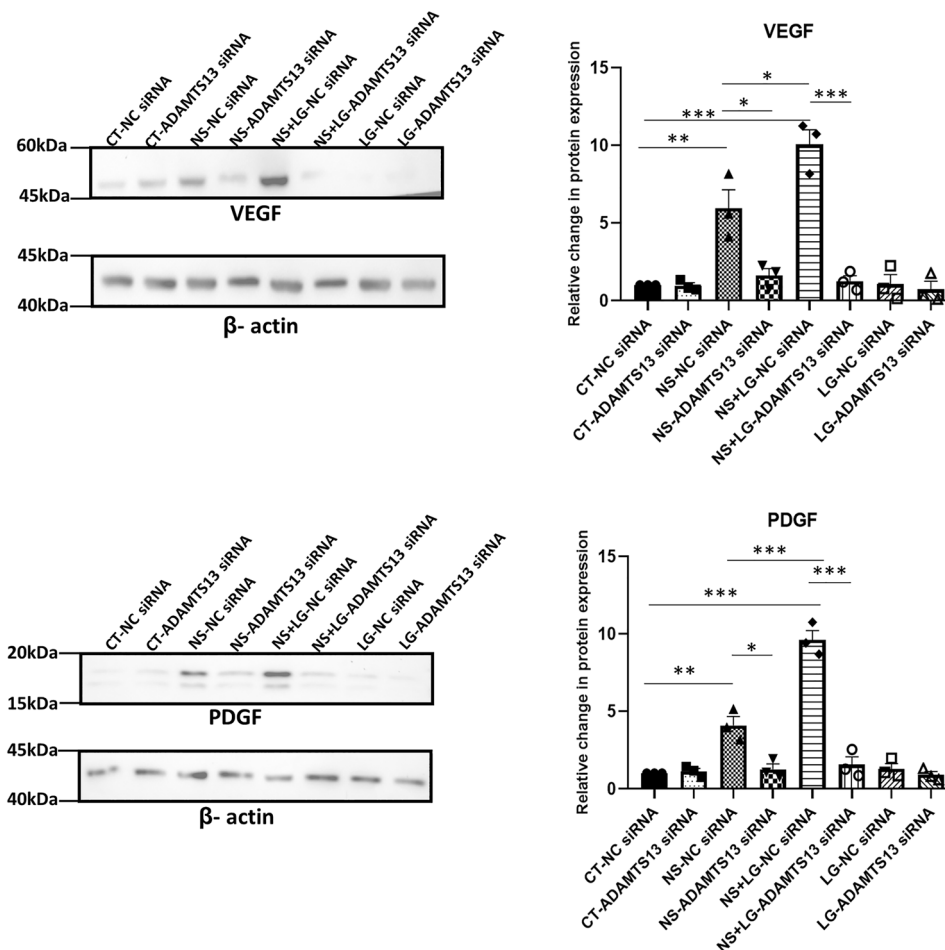 CT-NC siRNA
CT-ADAMTS13 siRNA
NS-NC siRNA
NS-ADAMTS13 siRNA
NS+LG-NC siRNA
NS+LG-ADAMTS13 siRNA
LG-NC siRNA
LG-ADAMTS13 siRNA
60kDa
45kDa
VEGF
45kDa
40kDa
β- actin
VEGF
Relative change in protein expression
15
10
5
0
*
*
***
***
**
CT-NC siRNA
CT-ADAMTS13 siRNA
NS-NC siRNA
NS-ADAMTS13 siRNA
NS+LG-NC siRNA
NS+LG-ADAMTS13 siRNA
LG-NC siRNA
LG-ADAMTS13 siRNA
CT-NC siRNA
CT-ADAMTS13 siRNA
NS-NC siRNA
NS-ADAMTS13 siRNA
NS+LG-NC siRNA
NS+LG-ADAMTS13 siRNA
LG-NC siRNA
LG-ADAMTS13 siRNA
20kDa
15kDa
PDGF
45kDa
40kDa
β- actin
PDGF
Relative change in protein expression
15
10
5
0
***
***
***
*
**
CT-NC siRNA
CT-ADAMTS13 siRNA
NS-NC siRNA
NS-ADAMTS13 siRNA
NS+LG-NC siRNA
NS+LG-ADAMTS13 siRNA
LG-NC siRNA
LG-ADAMTS13 siRNA